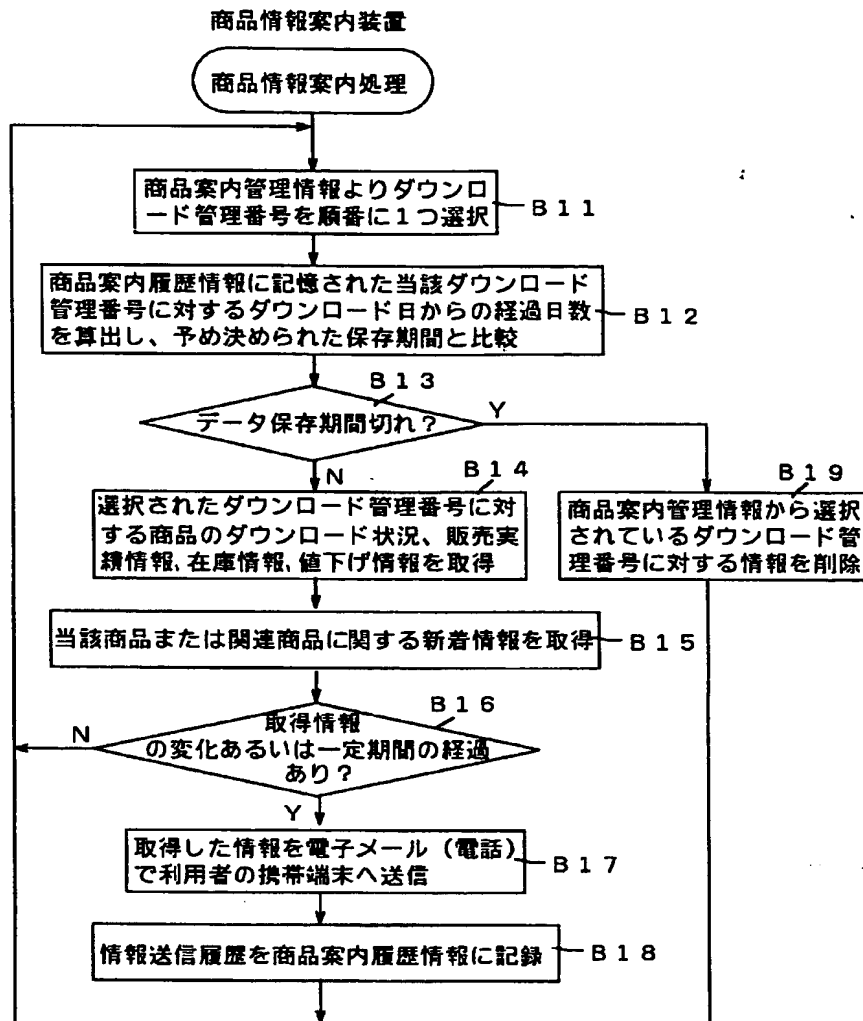 商品情報案内装置
商品情報案内処理
商品案内管理情報よりダウンロ
ード管理番号を順番に1つ選択
B11
商品案内履歴情報に記憶された当該ダウンロード
管理番号に対するダウンロード日からの経過日数
を算出し、予め決められた保存期間と比較
B12
B13
データ保存期間切れ?
Y
N
B14
選択されたダウンロード管理番号に対
する商品のダウンロード状況、販売実
績情報,在庫情報,値下げ情報を取得
B19
商品案内管理情報から選択
されているダウンロード管
理番号に対する情報を削除
当該商品または関連商品に関する新着情報を取得
B15
B16
N
取得情報
の変化あるいは一定期間の経過
あり?
Y
取得した情報を電子メール(電話)
で利用者の携帯端末へ送信
B17
情報送信履歴を商品案内履歴情報に記録
B18